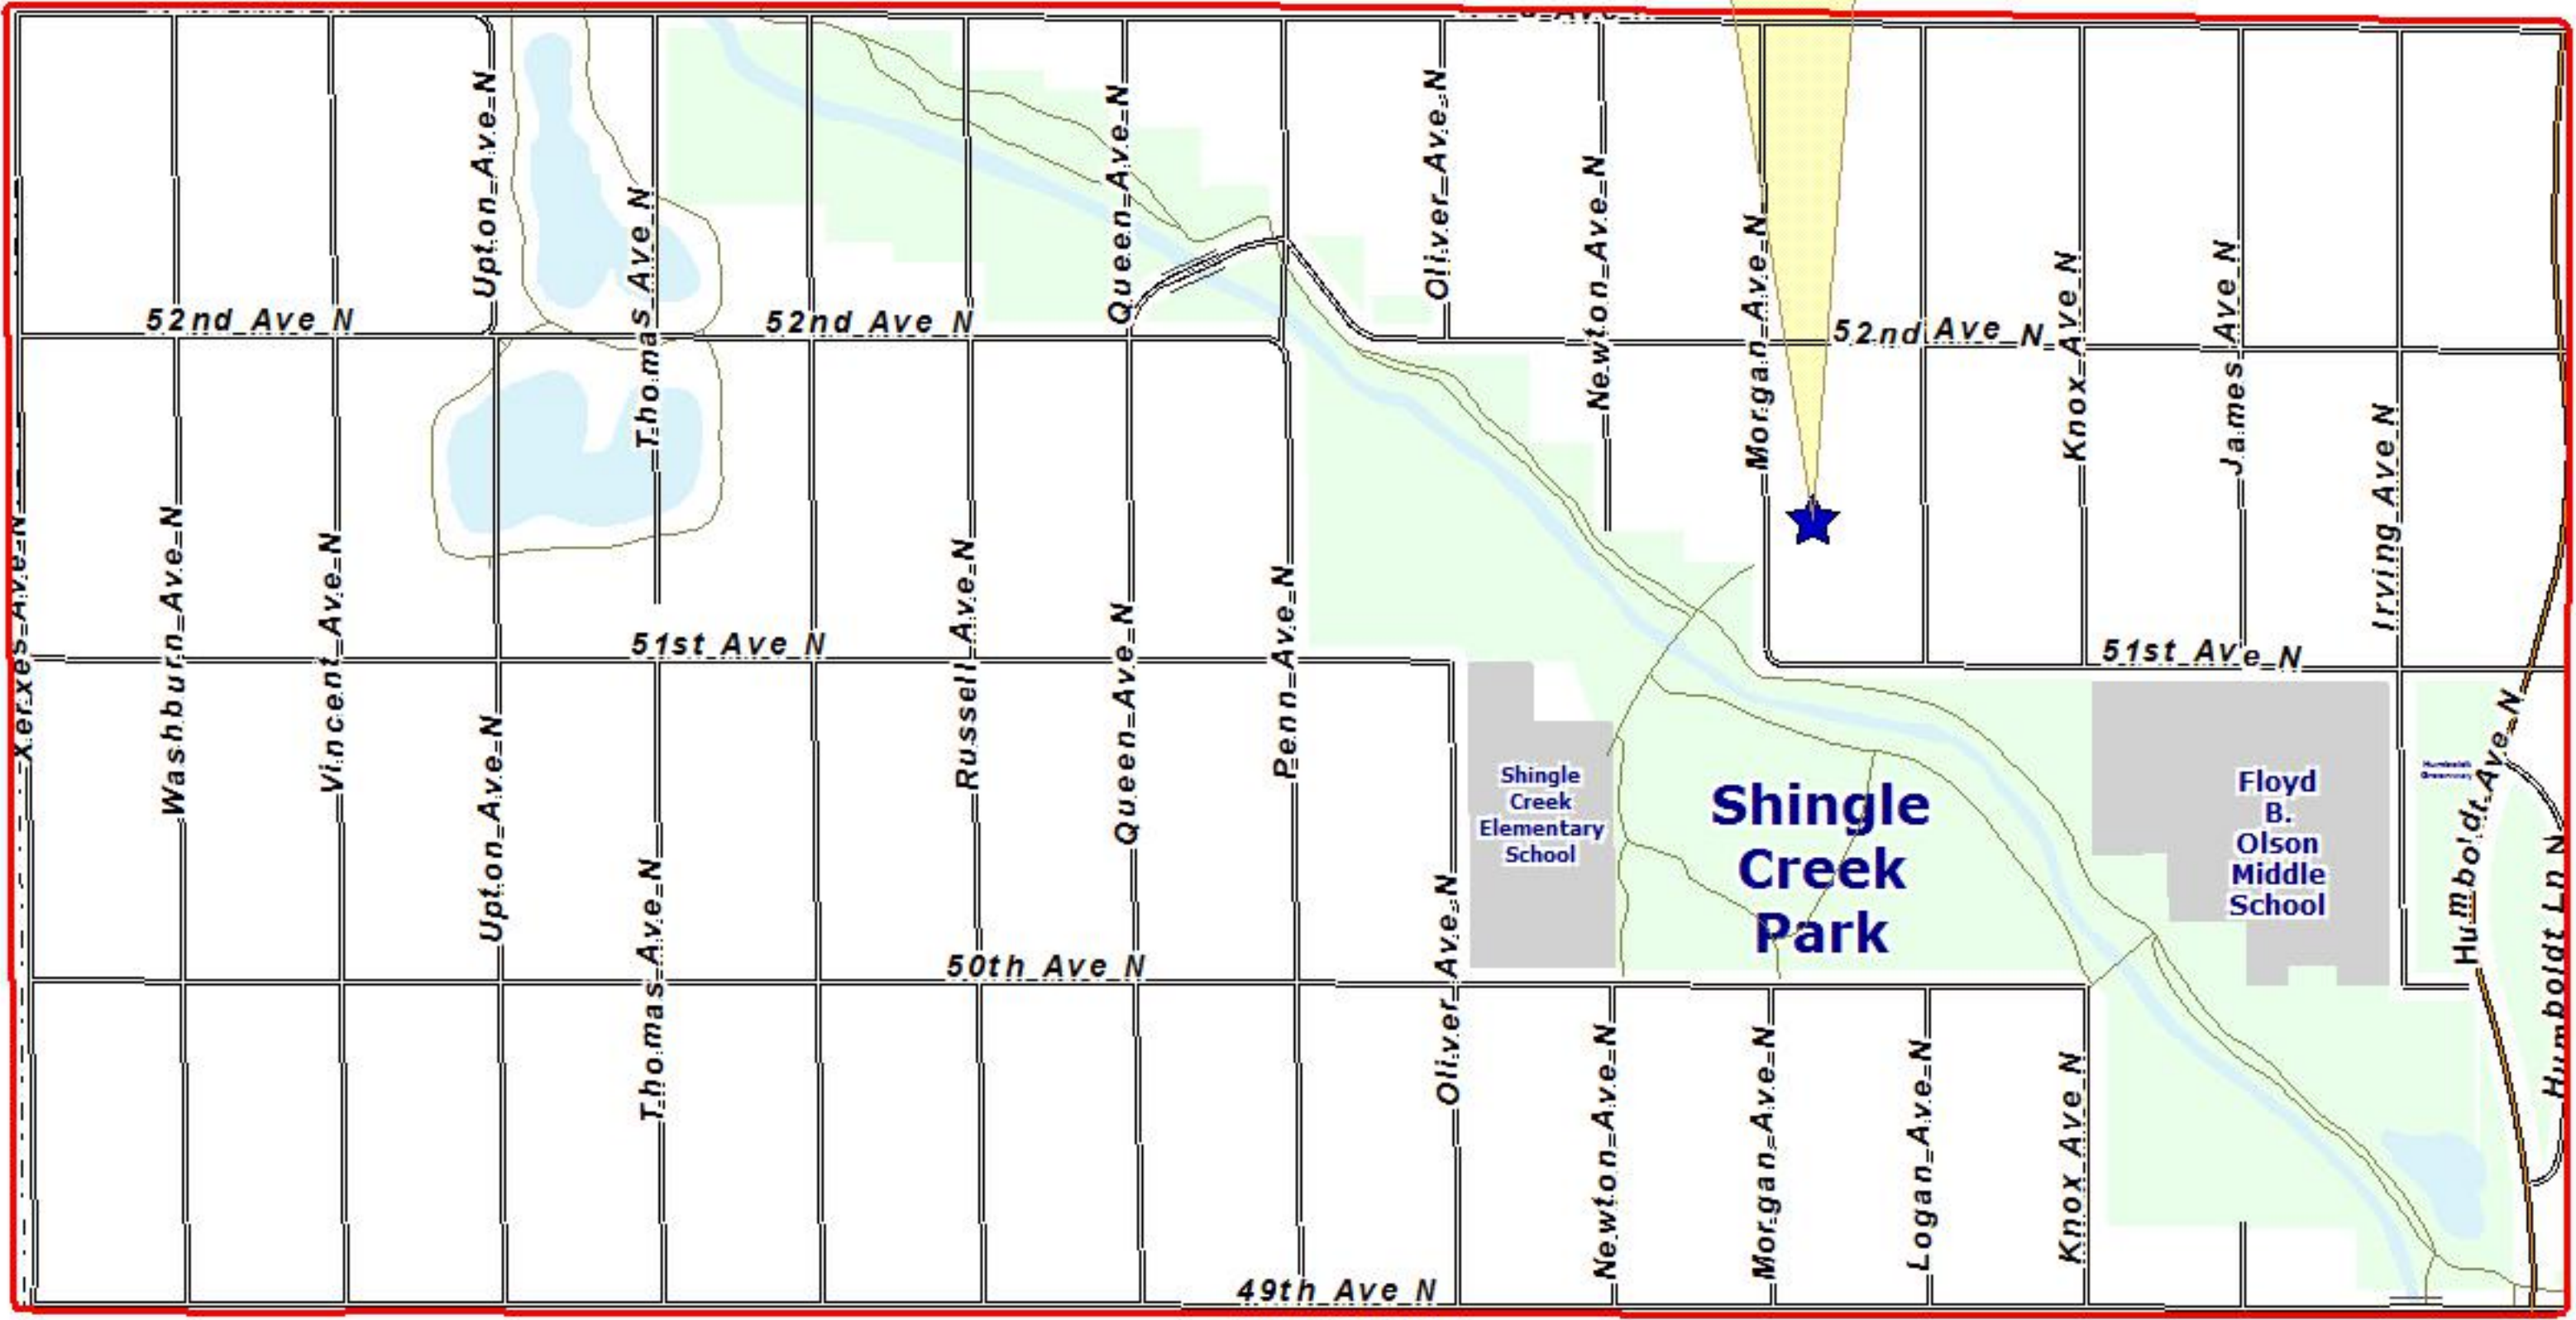 Upton Ave N
Queen Ave N
Oliver Ave N
Newton Ave N
Thomas Ave N
Morgan Ave N
Knox Ave N
James Ave N
52nd Ave N
52nd Ave N
52nd Ave N
Irving Ave N
Xerxes Ave N
Washburn Ave N
Vincent Ave N
Russell Ave N
Penn Ave N
Queen Ave N
51st Ave N
51st Ave N
Upton Ave N
Shingle
Creek
Elementary
School
Shingle
Creek
Park
Floyd
B.
Olson
Middle
School
Humboldt
Greenway
Humboldt Ave N
Humboldt Ln N
Thomas Ave N
Oliver Ave N
50th Ave N
Newton Ave N
Morgan Ave N
Logan Ave N
Knox Ave N
49th Ave N